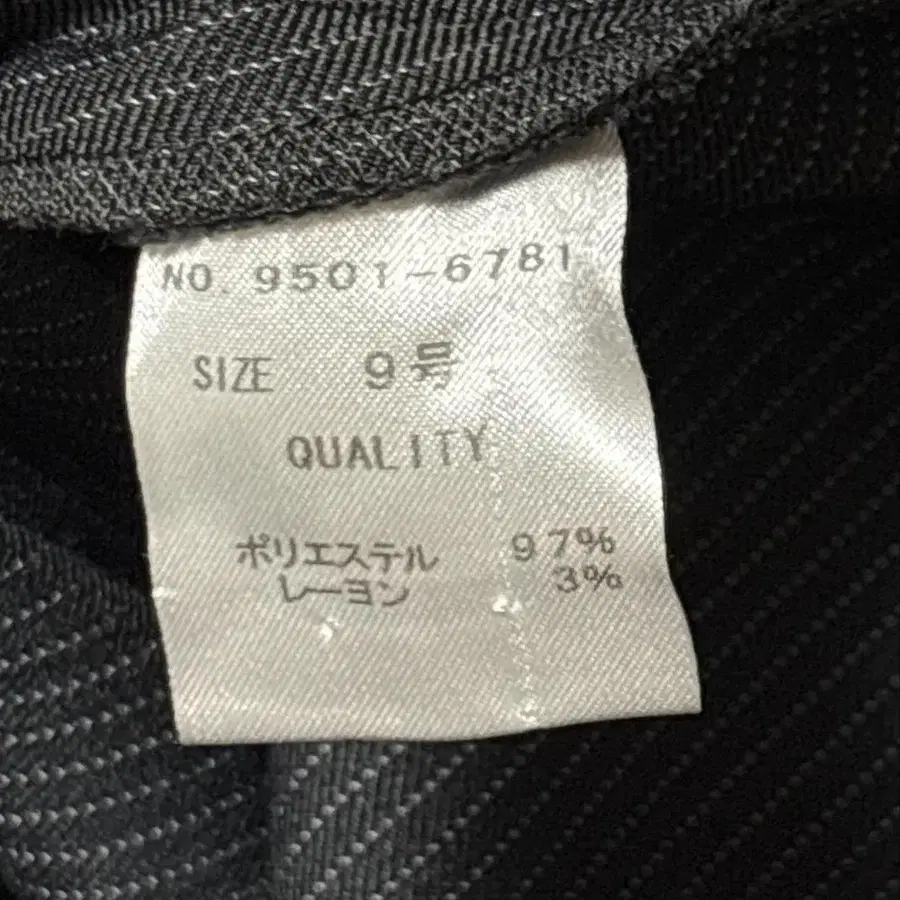 NO. 9501-6781
SIZE 9号
QUALITY
ポリエステル 97%
レーヨン 3%